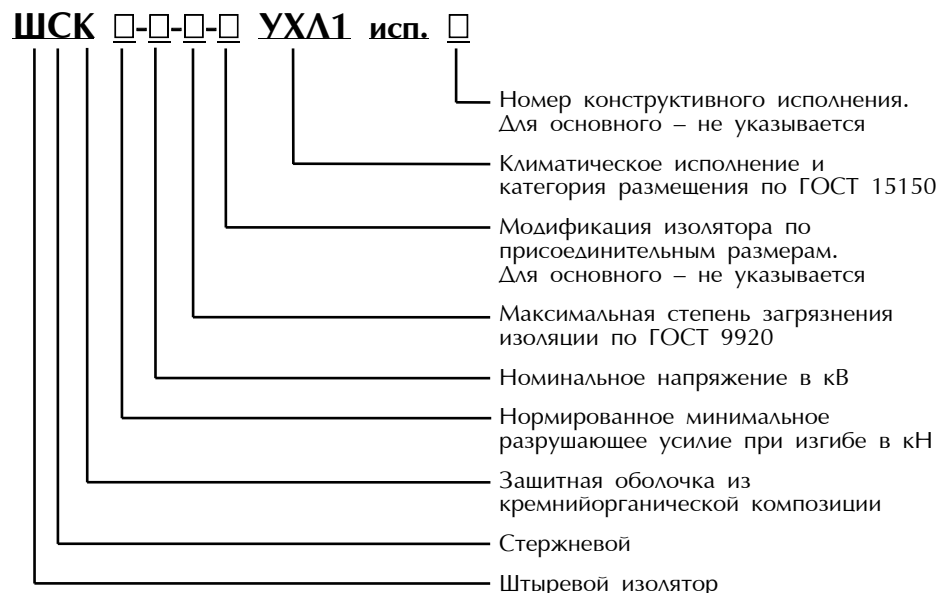 ШСК □-□-□-□ УХЛ1 исп. □
Номер конструктивного исполнения.
Для основного – не указывается
Климатическое исполнение и
категория размещения по ГОСТ 15150
Модификация изолятора по
присоединительным размерам.
Для основного – не указывается
Максимальная степень загрязнения
изоляции по ГОСТ 9920
Номинальное напряжение в кВ
Нормированное минимальное
разрушающее усилие при изгибе в кН
Защитная оболочка из
кремнийорганической композиции
Стержневой
Штыревой изолятор